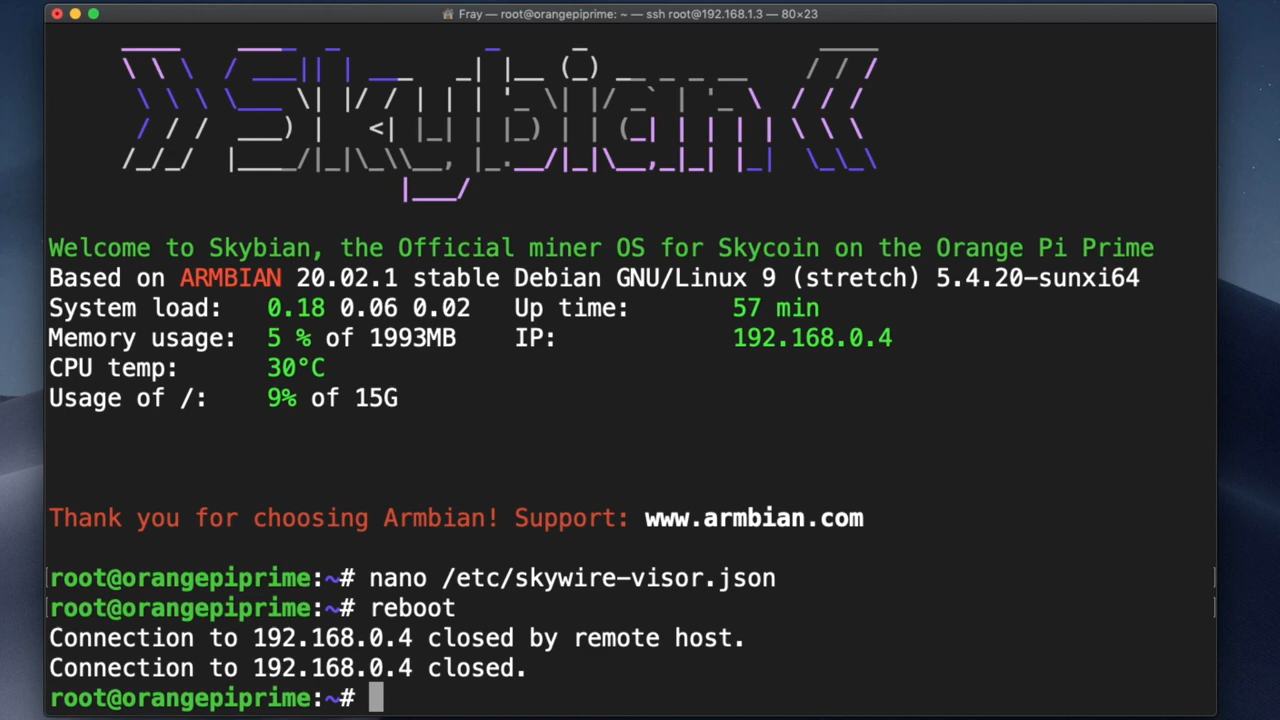 Fray — root@orangepiprime: ~ — ssh root@192.168.1.3 — 80×23
Skybian
Welcome to Skybian, the Official miner OS for Skycoin on the Orange Pi Prime
Based on ARMBIAN 20.02.1 stable Debian GNU/Linux 9 (stretch) 5.4.20-sunxi64
System load: 0.18 0.06 0.02 Up time: 57 min
Memory usage: 5 % of 1993MB IP: 192.168.0.4
CPU temp: 30°C
Usage of /: 9% of 15G
Thank you for choosing Armbian! Support: www.armbian.com
root@orangepiprime:~# nano /etc/skywire-visor.json
root@orangepiprime:~# reboot
Connection to 192.168.0.4 closed by remote host.
Connection to 192.168.0.4 closed.
root@orangepiprime:~#